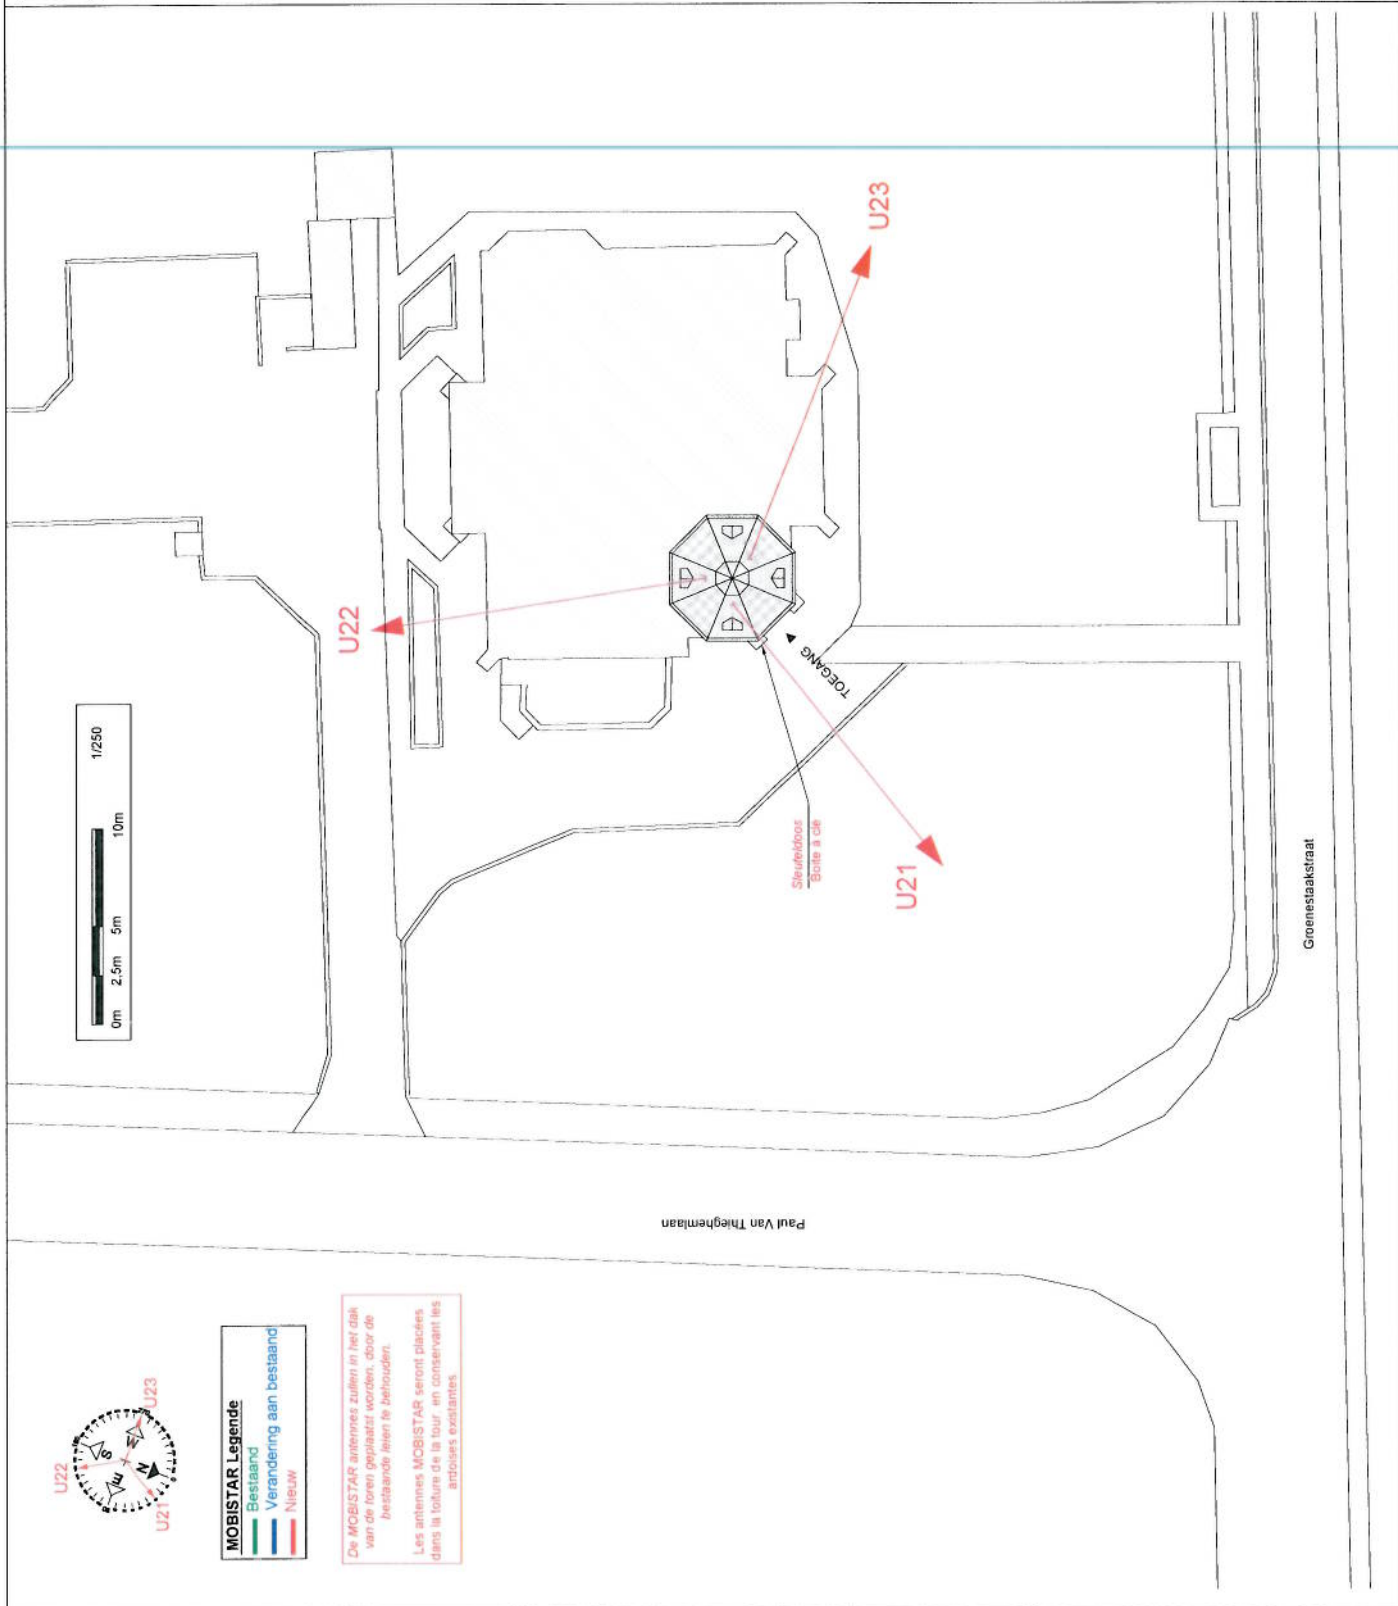 U22
U23
U21
N
E
S
W
MOBISTAR Legende
Bestaand
Verandering aan bestaand
Nieuw
De MOBISTAR antennes zullen in het dak
van de toren geplaatst worden, door de
bestaande leien te behouden.
Les antennes MOBISTAR seront placées
dans la toiture de la tour, en conservant les
ardoises existantes
0m 2,5m 5m 10m
1/250
U22
U23
U21
TOEGANG
Sleuteldoos
Boîte à clé
Paul Van Thieghemlaan
Groenestaakstraat